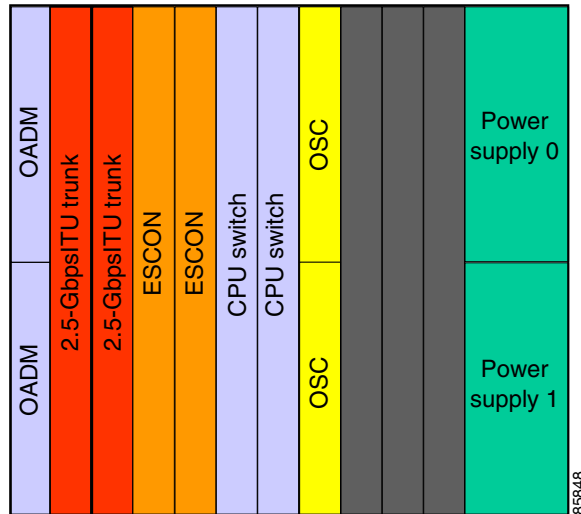 OADM
OADM
2.5-GbpsITU trunk
2.5-GbpsITU trunk
ESCON
ESCON
CPU switch
CPU switch
OSC
OSC
Power
supply 0
Power
supply 1
85848